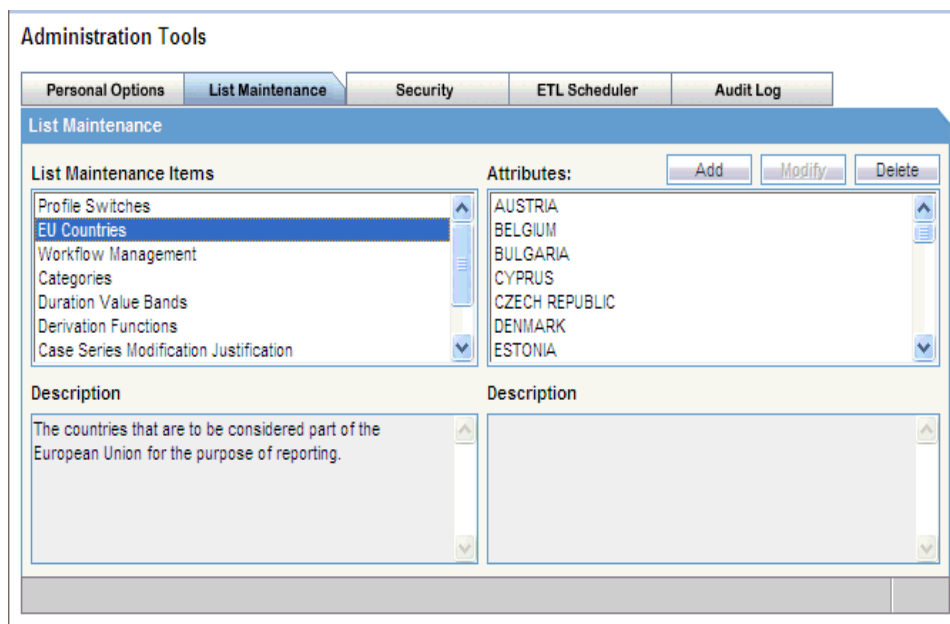 Administration Tools
Personal Options List Maintenance Security ETL Scheduler Audit Log
List Maintenance
List Maintenance Items
Profile Switches
EU Countries
Workflow Management
Categories
Duration Value Bands
Derivation Functions
Case Series Modification Justification
Attributes: Add Modify Delete
AUSTRIA
BELGIUM
BULGARIA
CYPRUS
CZECH REPUBLIC
DENMARK
ESTONIA
Description
The countries that are to be considered part of the
European Union for the purpose of reporting.
Description